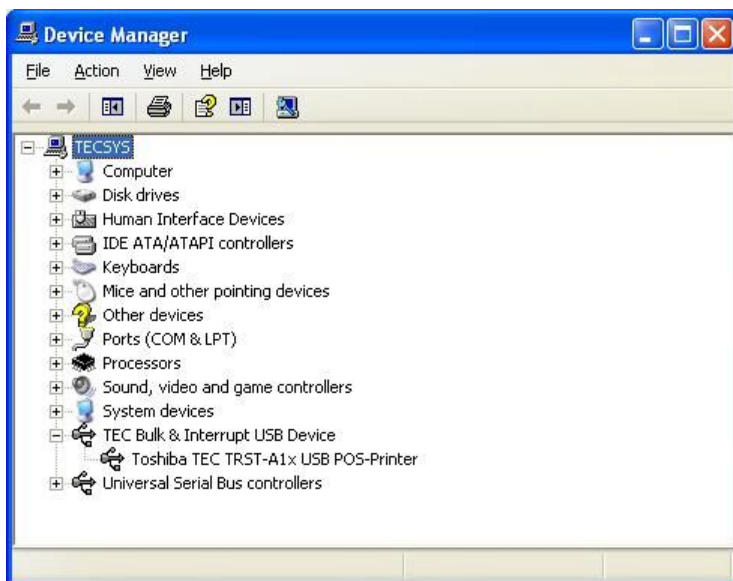 Device Manager
File Action View Help
TECSYS
Computer
Disk drives
Human Interface Devices
IDE ATA/ATAPI controllers
Keyboards
Mice and other pointing devices
Other devices
Ports (COM & LPT)
Processors
Sound, video and game controllers
System devices
TEC Bulk & Interrupt USB Device
Toshiba TEC TRST-A1x USB POS-Printer
Universal Serial Bus controllers